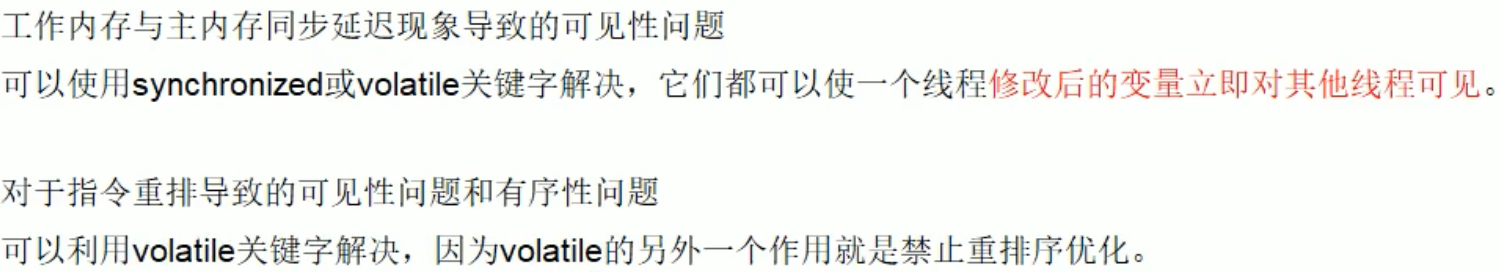 工作内存与主内存同步延迟现象导致的可见性问题
可以使用synchronized或volatile关键字解决，它们都可以使一个线程修改后的变量立即对其他线程可见。
对于指令重排导致的可见性问题和有序性问题
可以利用volatile关键字解决，因为volatile的另外一个作用就是禁止重排序优化。